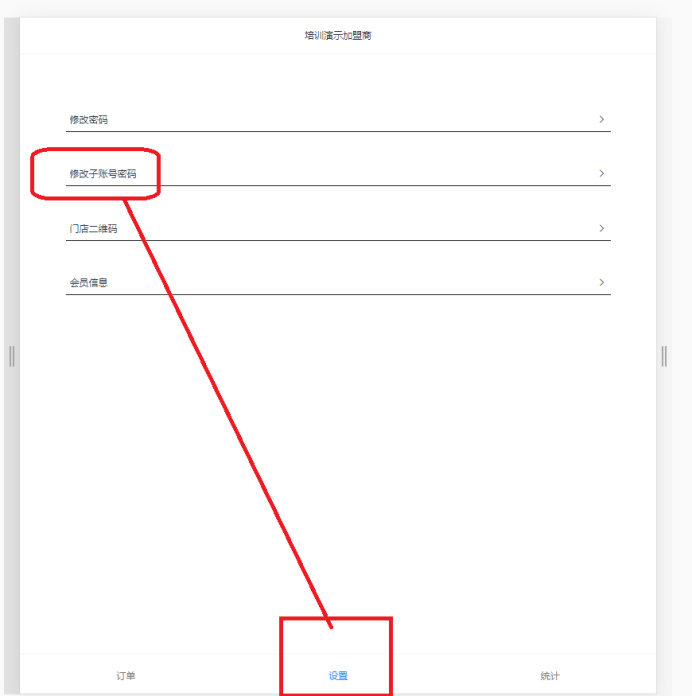 培训演示加盟商
修改密码
修改子账号密码
门店二维码
会员信息
订单 设置 统计